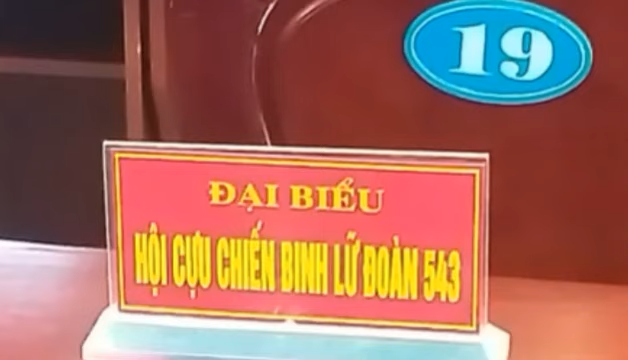 19
ĐẠI BIỂU
HỘI CỰU CHIẾN BINH LỮ ĐOÀN 543